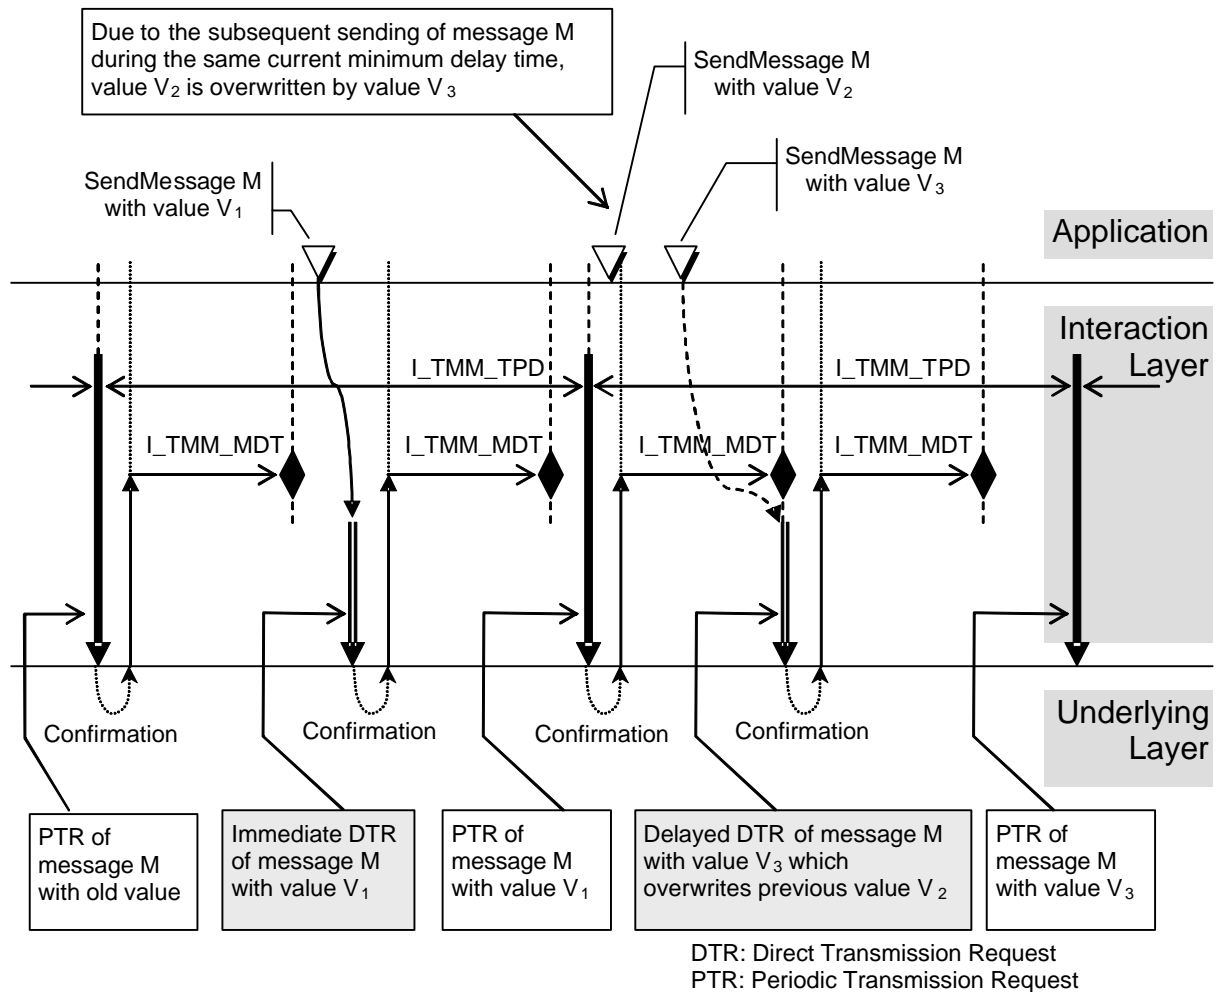 Due to the subsequent sending of message M
during the same current minimum delay time,
value V2 is overwritten by value V3
SendMessage M
with value V2
SendMessage M
with value V3
SendMessage M
with value V1
Application
Interaction
Layer
I_TMM_TPD
I_TMM_TPD
I_TMM_MDT
I_TMM_MDT
I_TMM_MDT
I_TMM_MDT
Confirmation
Confirmation
Confirmation
Confirmation
Underlying
Layer
PTR of
message M
with old value
Immediate DTR
of message M
with value V1
PTR of
message M
with value V1
Delayed DTR of message M
with value V3 which
overwrites previous value V2
PTR of
message M
with value V3
DTR: Direct Transmission Request
PTR: Periodic Transmission Request